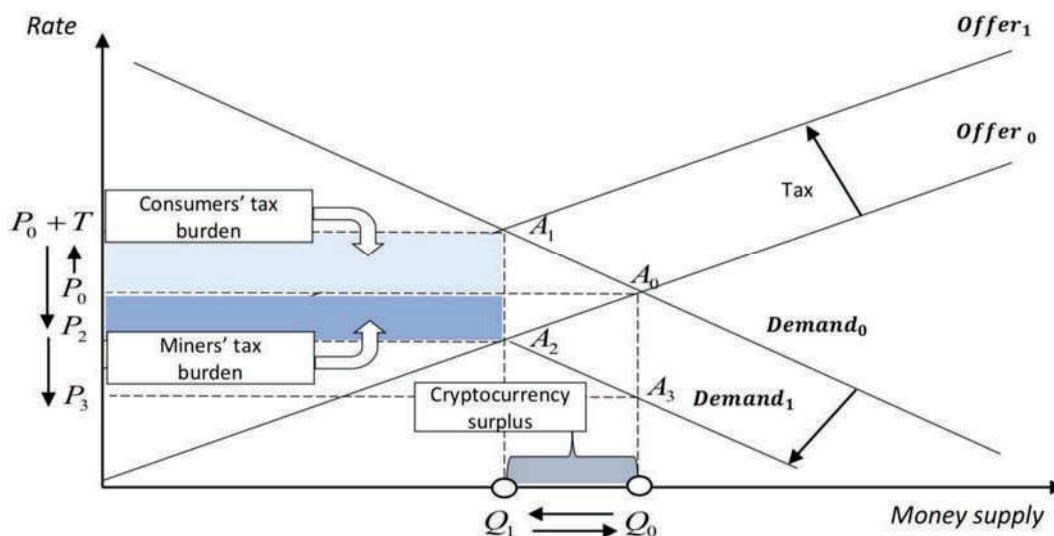 Rate
Offer₁
Offer₀
Tax
Consumers' tax
burden
P₀ + T
A₁
P₀
A₀
P₂
A₂
Demand₀
Miners' tax
burden
P₃
Cryptocurrency
surplus
A₃
Demand₁
Q₁
Q₀
Money supply